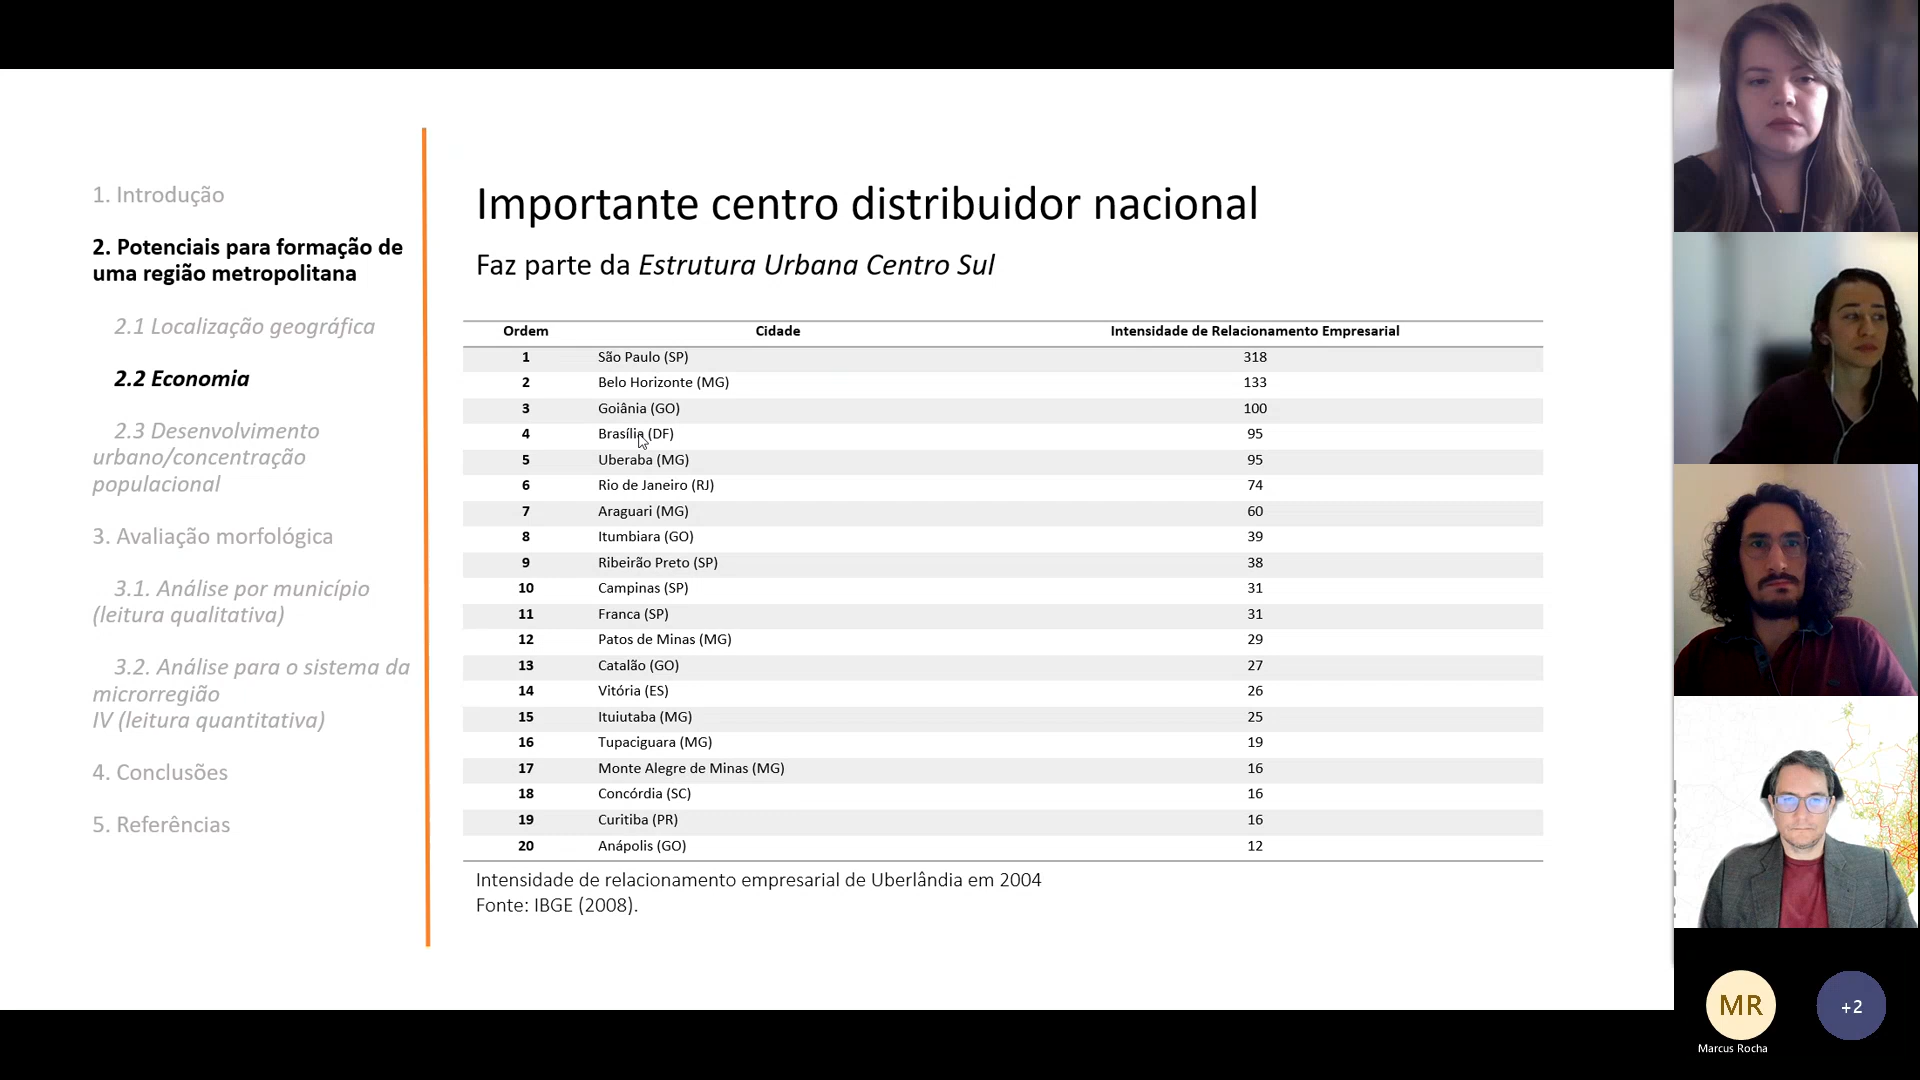 1. Introdução
2. Potenciais para formação de
uma região metropolitana
2.1 Localização geográfica
2.2 Economia
2.3 Desenvolvimento
urbano/concentração
populacional
3. Avaliação morfológica
3.1. Análise por município
(leitura qualitativa)
3.2. Análise para o sistema da
microrregião
IV (leitura quantitativa)
4. Conclusões
5. Referências
Importante centro distribuidor nacional
Faz parte da Estrutura Urbana Centro Sul
Ordem Cidade Intensidade de Relacionamento Empresarial
1 São Paulo (SP) 318
2 Belo Horizonte (MG) 133
3 Goiânia (GO) 100
4 Brasília (DF) 95
5 Uberaba (MG) 95
6 Rio de Janeiro (RJ) 74
7 Araguari (MG) 60
8 Itumbiara (GO) 39
9 Ribeirão Preto (SP) 38
10 Campinas (SP) 31
11 Franca (SP) 31
12 Patos de Minas (MG) 29
13 Catalão (GO) 27
14 Vitória (ES) 26
15 Ituiutaba (MG) 25
16 Tupaciguara (MG) 19
17 Monte Alegre de Minas (MG) 16
18 Concórdia (SC) 16
19 Curitiba (PR) 16
20 Anápolis (GO) 12
Intensidade de relacionamento empresarial de Uberlândia em 2004
Fonte: IBGE (2008).
MR
Marcus Rocha
+2